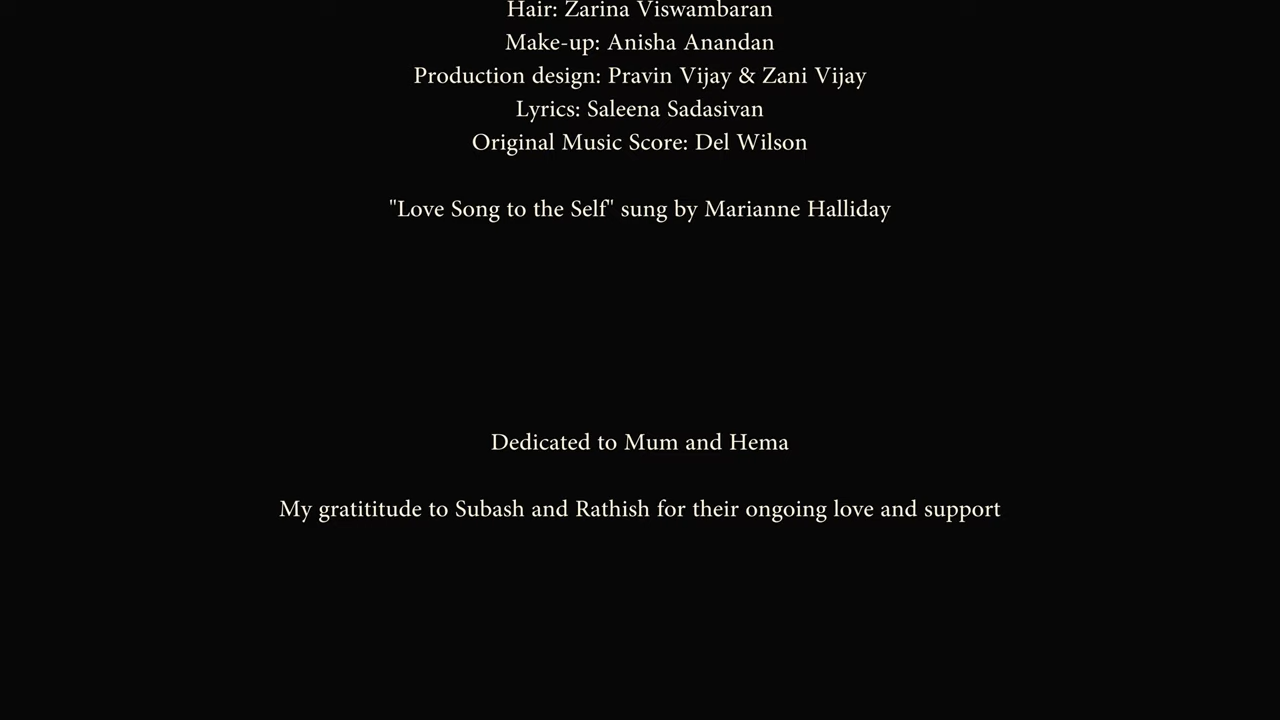 Hair: Zarina Viswambaran
Make-up: Anisha Anandan
Production design: Pravin Vijay & Zani Vijay
Lyrics: Saleena Sadasivan
Original Music Score: Del Wilson
"Love Song to the Self" sung by Marianne Halliday
Dedicated to Mum and Hema
My gratititude to Subash and Rathish for their ongoing love and support